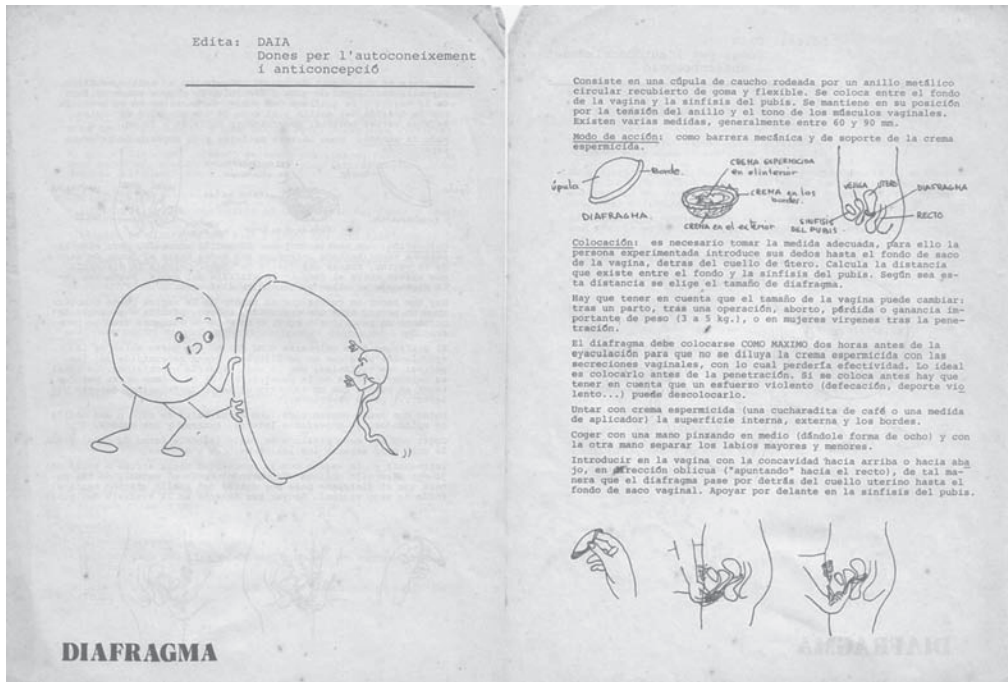 Edita: DAIA
Dones per l'autoconeixement
i anticoncepció
DIAFRAGMA
Consiste en una cúpula de caucho rodeada por un anillo metálico
circular recubierto de goma y flexible. Se coloca entre el fondo
de la vagina y la sínfisis del pubis. Se mantiene en su posición
por la tensión del anillo y el tono de los músculos vaginales.
Existen varias medidas, generalmente entre 60 y 90 mm.
Modo de acción: como barrera mecánica y de soporte de la crema
espermicida.
úpula
Borde.
DIAFRAGMA.
CREMA ESPERMICIDA
en el interior
CREMA en los
bordes.
CREMA en el exterior
VEJIGA
UTERO
DIAFRAGMA
RECTO
SINFISIS
DEL PUBIS
Colocación: es necesario tomar la medida adecuada, para ello la
persona experimentada introduce sus dedos hasta el fondo de saco
de la vagina, detras del cuello de útero. Calcula la distancia
que existe entre el fondo y la sínfisis del pubis. Según sea es-
ta distancia se elige el tamaño de diafragma.
Hay que tener en cuenta que el tamaño de la vagina puede cambiar:
tras un parto, tras una operación, aborto, pérdida o ganancia im-
portante de peso (3 a 5 kg.), o en mujeres vírgenes tras la pene-
tración.
El diafragma debe colocarse COMO MAXIMO dos horas antes de la
eyaculación para que no se diluya la crema espermicida con las
secreciones vaginales, con lo cual perdería efectividad. Lo ideal
es colocarlo antes de la penetración. Si se coloca antes hay que
tener en cuenta que un esfuerzo violento (defecación, deporte vio
lento...) puede descolocarlo.
Untar con crema espermicida (una cucharadita de café o una medida
de aplicador) la superficie interna, externa y los bordes.
Coger con una mano pinzando en medio (dándole forma de ocho) y con
la otra mano separar los labios mayores y menores.
Introducir en la vagina con la concavidad hacia arriba o hacia aba
jo, en dirección oblicua ("apuntando" hacia el recto), de tal ma-
nera que el diafragma pase por detrás del cuello uterino hasta el
fondo de saco vaginal. Apoyar por delante en la sínfisis del pubis.